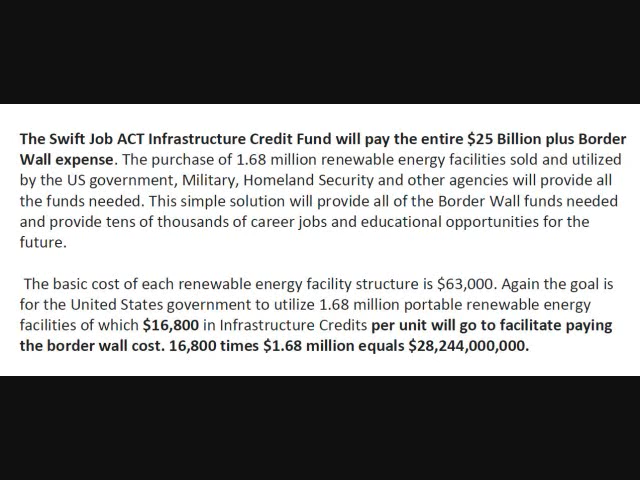 The Swift Job ACT Infrastructure Credit Fund will pay the entire $25 Billion plus Border
Wall expense. The purchase of 1.68 million renewable energy facilities sold and utilized
by the US government, Military, Homeland Security and other agencies will provide all
the funds needed. This simple solution will provide all of the Border Wall funds needed
and provide tens of thousands of career jobs and educational opportunities for the
future.
The basic cost of each renewable energy facility structure is $63,000. Again the goal is
for the United States government to utilize 1.68 million portable renewable energy
facilities of which $16,800 in Infrastructure Credits per unit will go to facilitate paying
the border wall cost. 16,800 times $1.68 million equals $28,244,000,000.